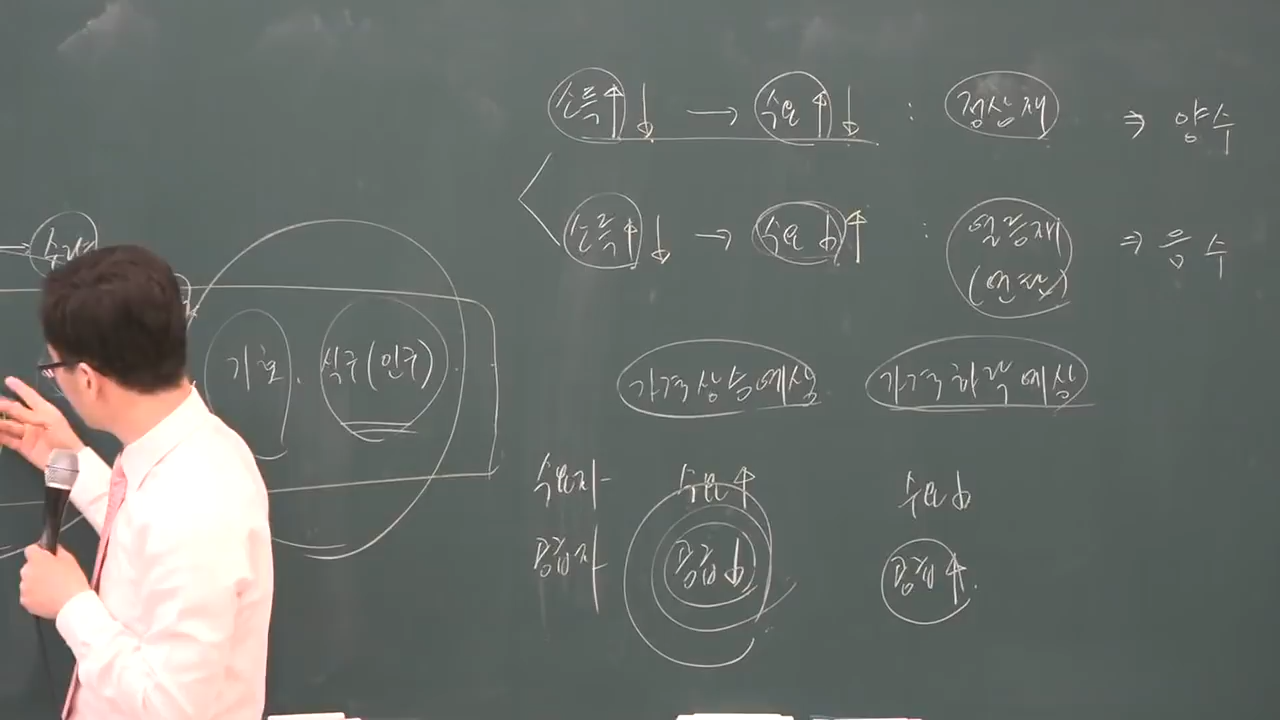 소득↑↓ → 수요↑↓ : 정상재 ⇒ 양수
소득↑↓ → 수요↓↑ : 열등재 ⇒ 음수
(연탄)
기호. 식구(인구).
가격상승예상 가격하락예상
수요자- 수요↑ 수요↓
공급자- 공급↓ 공급↑.